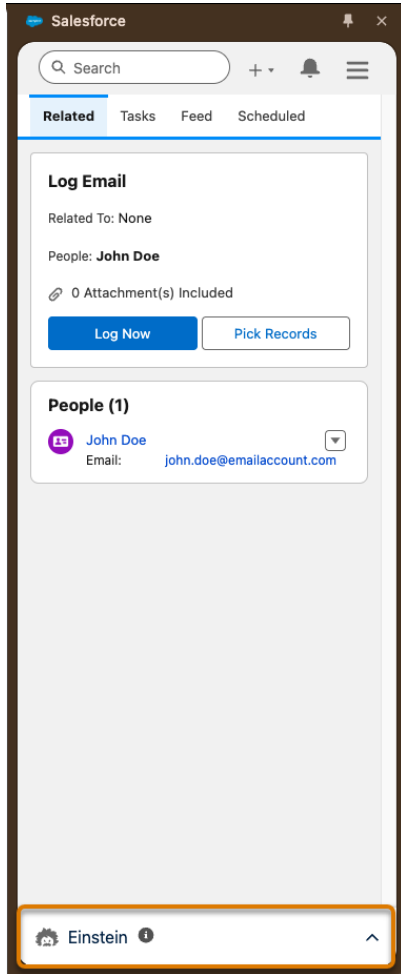 Salesforce
Search
Related Tasks Feed Scheduled
Log Email
Related To: None
People: John Doe
0 Attachment(s) Included
Log Now Pick Records
People (1)
John Doe
Email: john.doe@emailaccount.com
Einstein